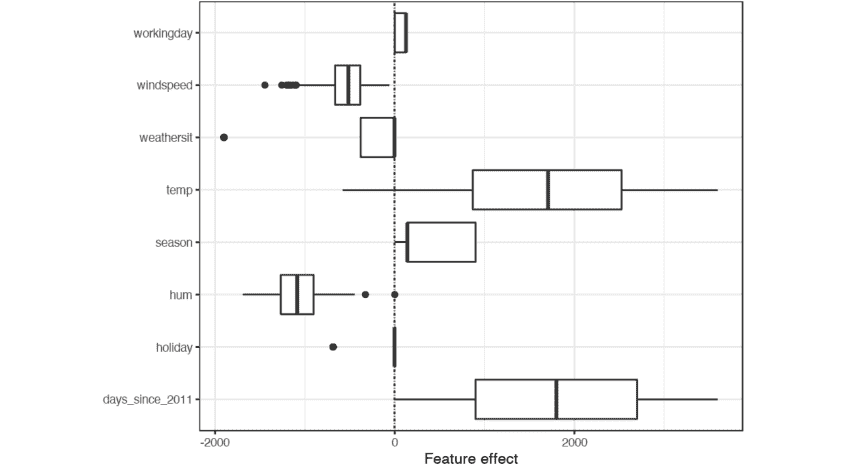 workingday
windspeed
weathersit
temp
season
hum
holiday
days_since_2011
-2000 0 2000
Feature effect